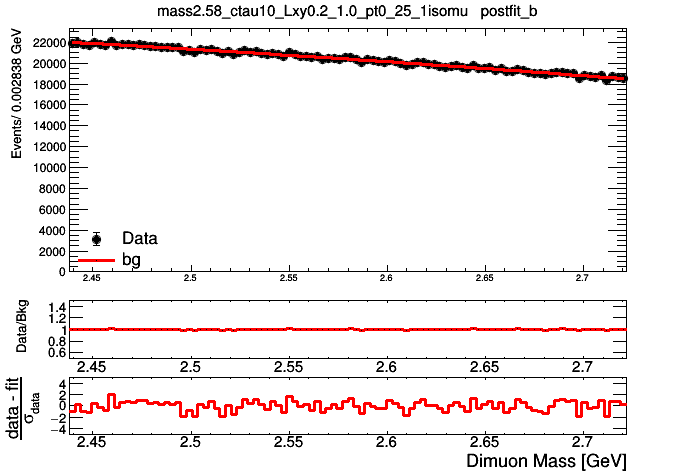 mass2.58_ctau10_Lxy0.2_1.0_pt0_25_1isomu postfit_b
Events/ 0.002838 GeV
22000
20000
18000
16000
14000
12000
10000
8000
6000
4000
2000
0
Data
bg
2.45 2.5 2.55 2.6 2.65 2.7
Data/Bkg
1.4
1.2
1
0.8
0.6
2.45 2.5 2.55 2.6 2.65 2.7
data - fit
σdata
4
2
0
−2
−4
2.45 2.5 2.55 2.6 2.65 2.7
Dimuon Mass [GeV]